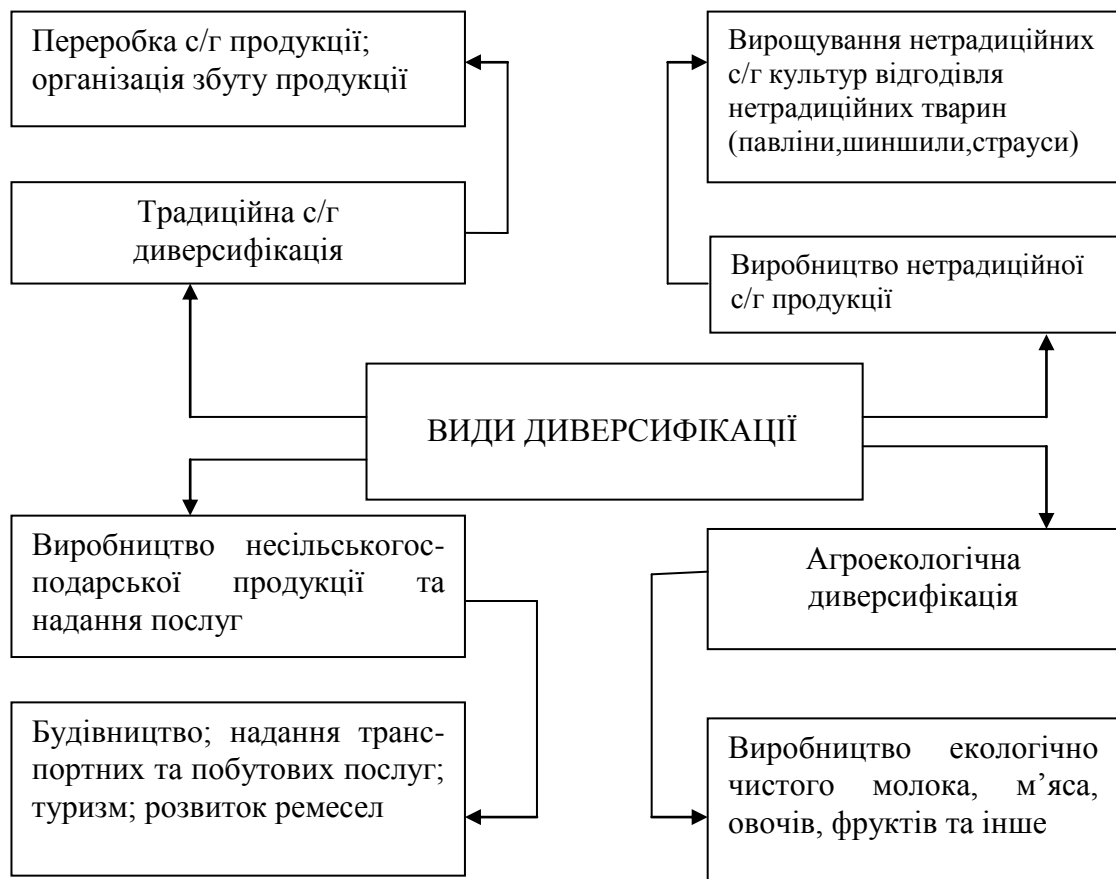 Переробка с/г продукції;
організація збуту продукції
Вирощування нетрадиційних
с/г культур відгодівля
нетрадиційних тварин
(павліни,шиншили,страуси)
Традиційна с/г
диверсифікація
Виробництво нетрадиційної
с/г продукції
ВИДИ ДИВЕРСИФІКАЦІЇ
Виробництво несільськогос-
подарської продукції та
надання послуг
Агроекологічна
диверсифікація
Будівництво; надання транс-
портних та побутових послуг;
туризм; розвиток ремесел
Виробництво екологічно
чистого молока, м’яса,
овочів, фруктів та інше